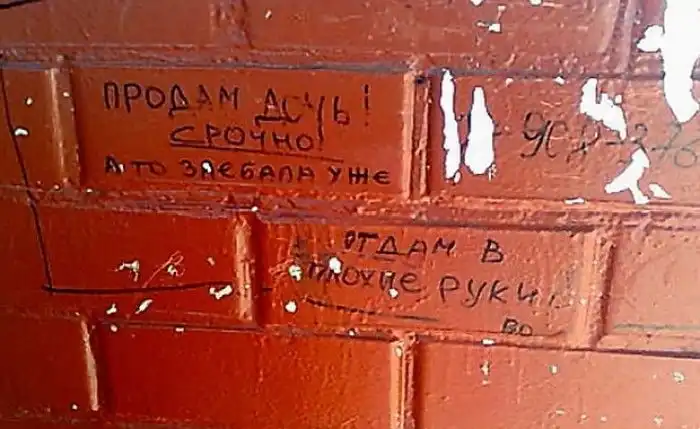 ПРОДАМ ДОЧЬ!
СРОЧНО!
А ТО ЗАЕБАЛА УЖЕ
ОТДАМ В
ПЛОХИЕ РУКИ!